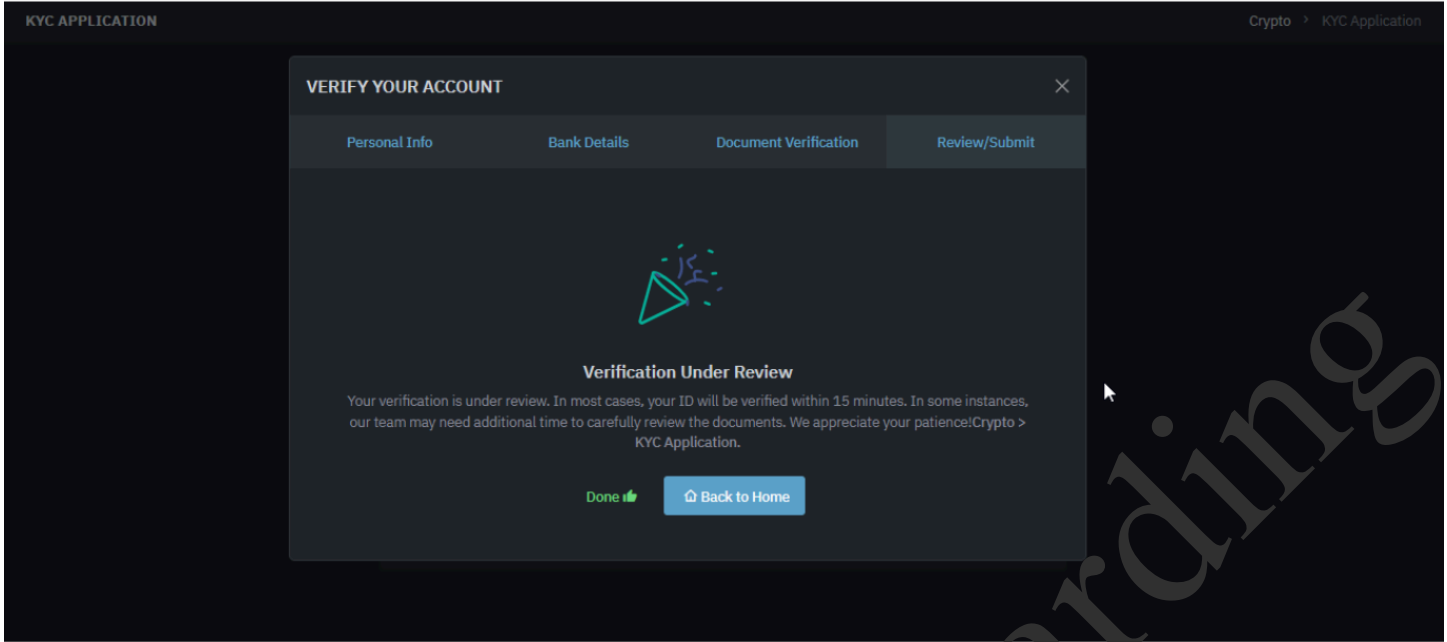 KYC APPLICATION
Crypto > KYC Application
VERIFY YOUR ACCOUNT
Personal Info
Bank Details
Document Verification
Review/Submit
Verification Under Review
Your verification is under review. In most cases, your ID will be verified within 15 minutes. In some instances,
our team may need additional time to carefully review the documents. We appreciate your patience!Crypto >
KYC Application.
Done
Back to Home